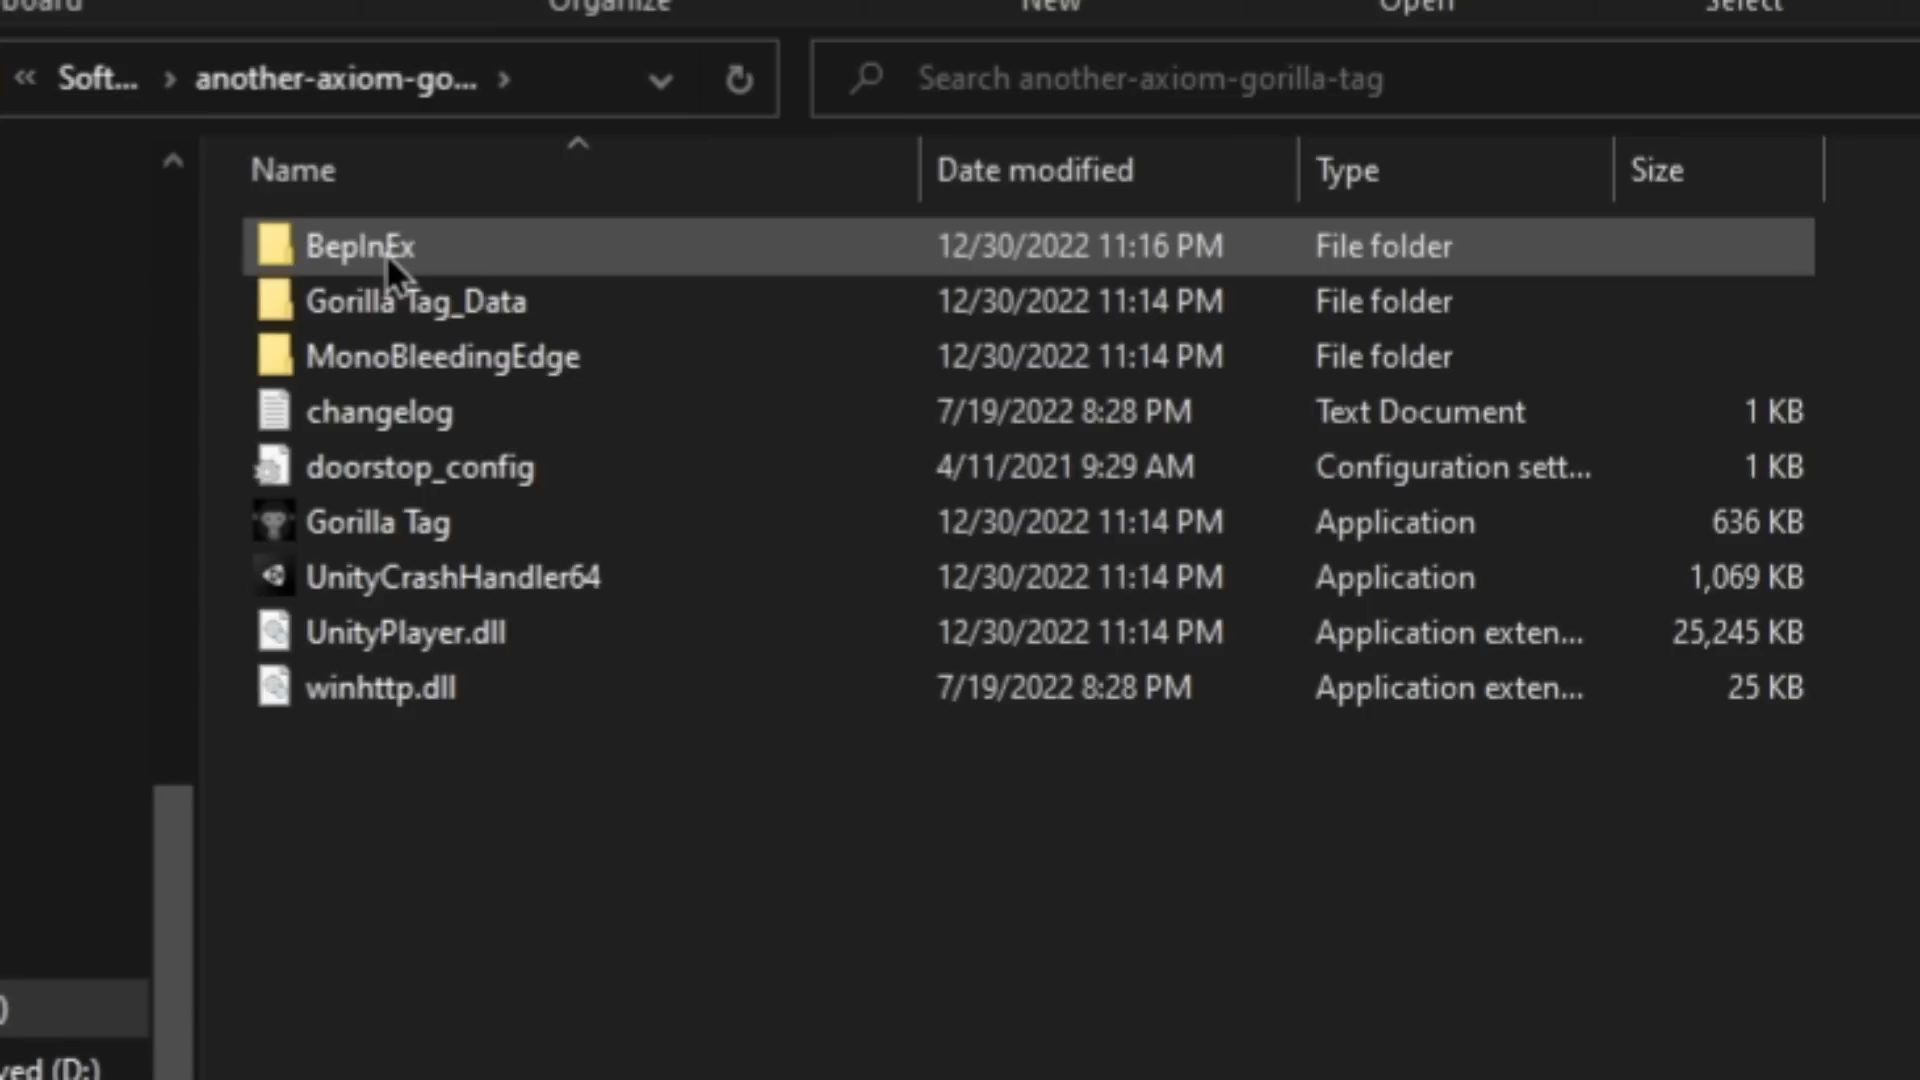 Organize New Open Select
« Soft... > another-axiom-go... > Search another-axiom-gorilla-tag
Name Date modified Type Size
BepInEx 12/30/2022 11:16 PM File folder
Gorilla Tag_Data 12/30/2022 11:14 PM File folder
MonoBleedingEdge 12/30/2022 11:14 PM File folder
changelog 7/19/2022 8:28 PM Text Document 1 KB
doorstop_config 4/11/2021 9:29 AM Configuration sett... 1 KB
Gorilla Tag 12/30/2022 11:14 PM Application 636 KB
UnityCrashHandler64 12/30/2022 11:14 PM Application 1,069 KB
UnityPlayer.dll 12/30/2022 11:14 PM Application exten... 25,245 KB
winhttp.dll 7/19/2022 8:28 PM Application exten... 25 KB
(D:)